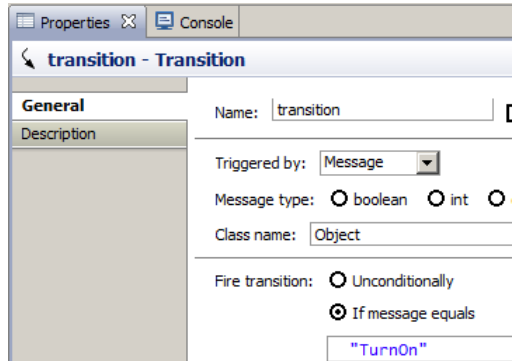 Properties Console
transition - Transition
General
Description
Name: transition
Triggered by: Message
Message type: boolean int
Class name: Object
Fire transition: Unconditionally
If message equals
"TurnOn"